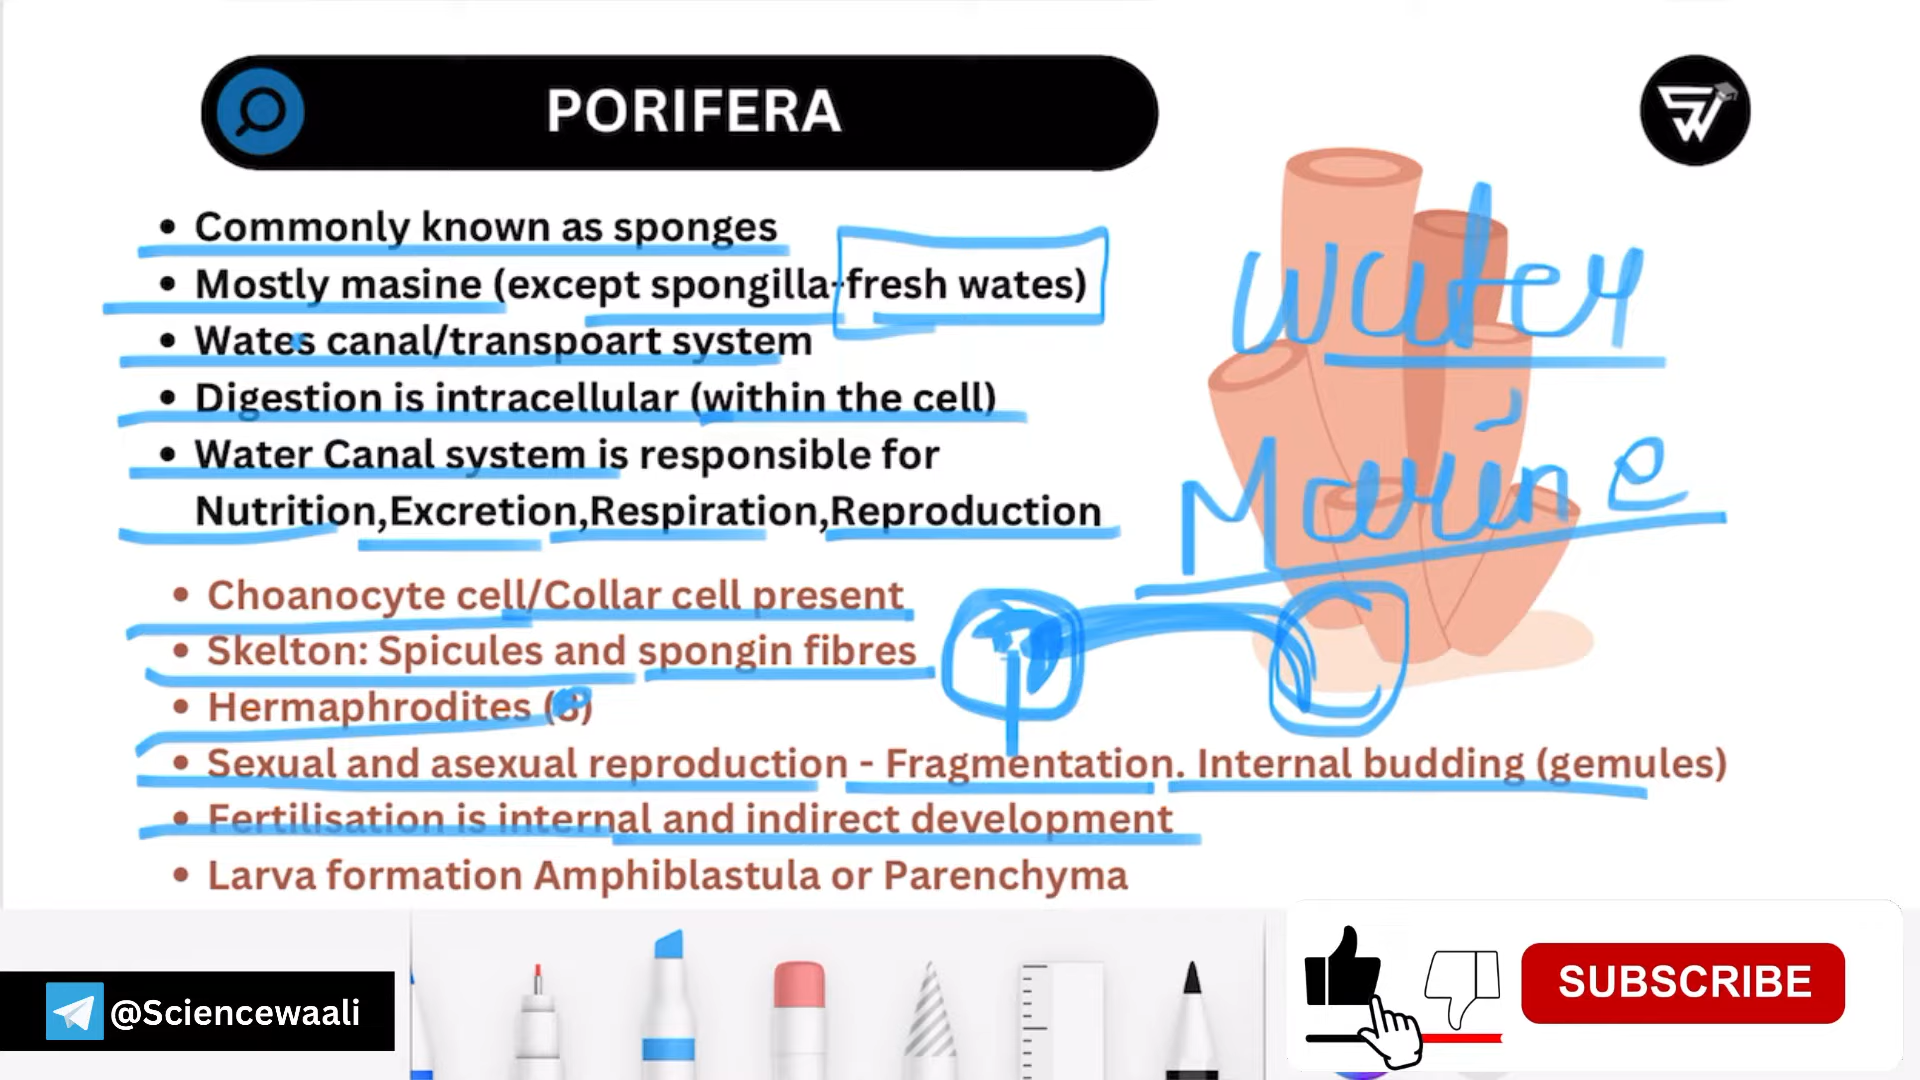 PORIFERA
SW
• Commonly known as sponges
• Mostly masine (except spongilla-fresh wates)
• Wates canal/transpoart system
• Digestion is intracellular (within the cell)
• Water Canal system is responsible for
Nutrition,Excretion,Respiration,Reproduction
water
Marine
• Choanocyte cell/Collar cell present
• Skelton: Spicules and spongin fibres
• Hermaphrodites
• Sexual and asexual reproduction - Fragmentation. Internal budding (gemules)
• Fertilisation is internal and indirect development
• Larva formation Amphiblastula or Parenchyma
@Sciencewaali
SUBSCRIBE